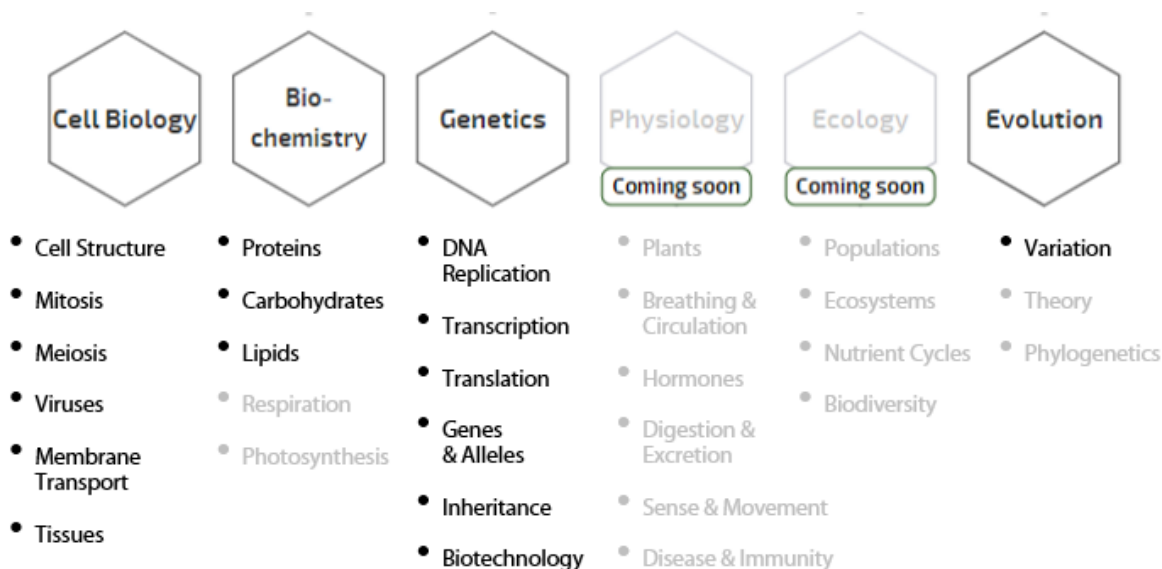 Cell Biology
Bio-
chemistry
Genetics
Physiology
Coming soon
Ecology
Coming soon
Evolution
• Cell Structure
• Mitosis
• Meiosis
• Viruses
• Membrane
Transport
• Tissues
• Proteins
• Carbohydrates
• Lipids
• Respiration
• Photosynthesis
• DNA
Replication
• Transcription
• Translation
• Genes
& Alleles
• Inheritance
• Biotechnology
• Plants
• Breathing &
Circulation
• Hormones
• Digestion &
Excretion
• Sense & Movement
• Disease & Immunity
• Populations
• Ecosystems
• Nutrient Cycles
• Biodiversity
• Variation
• Theory
• Phylogenetics